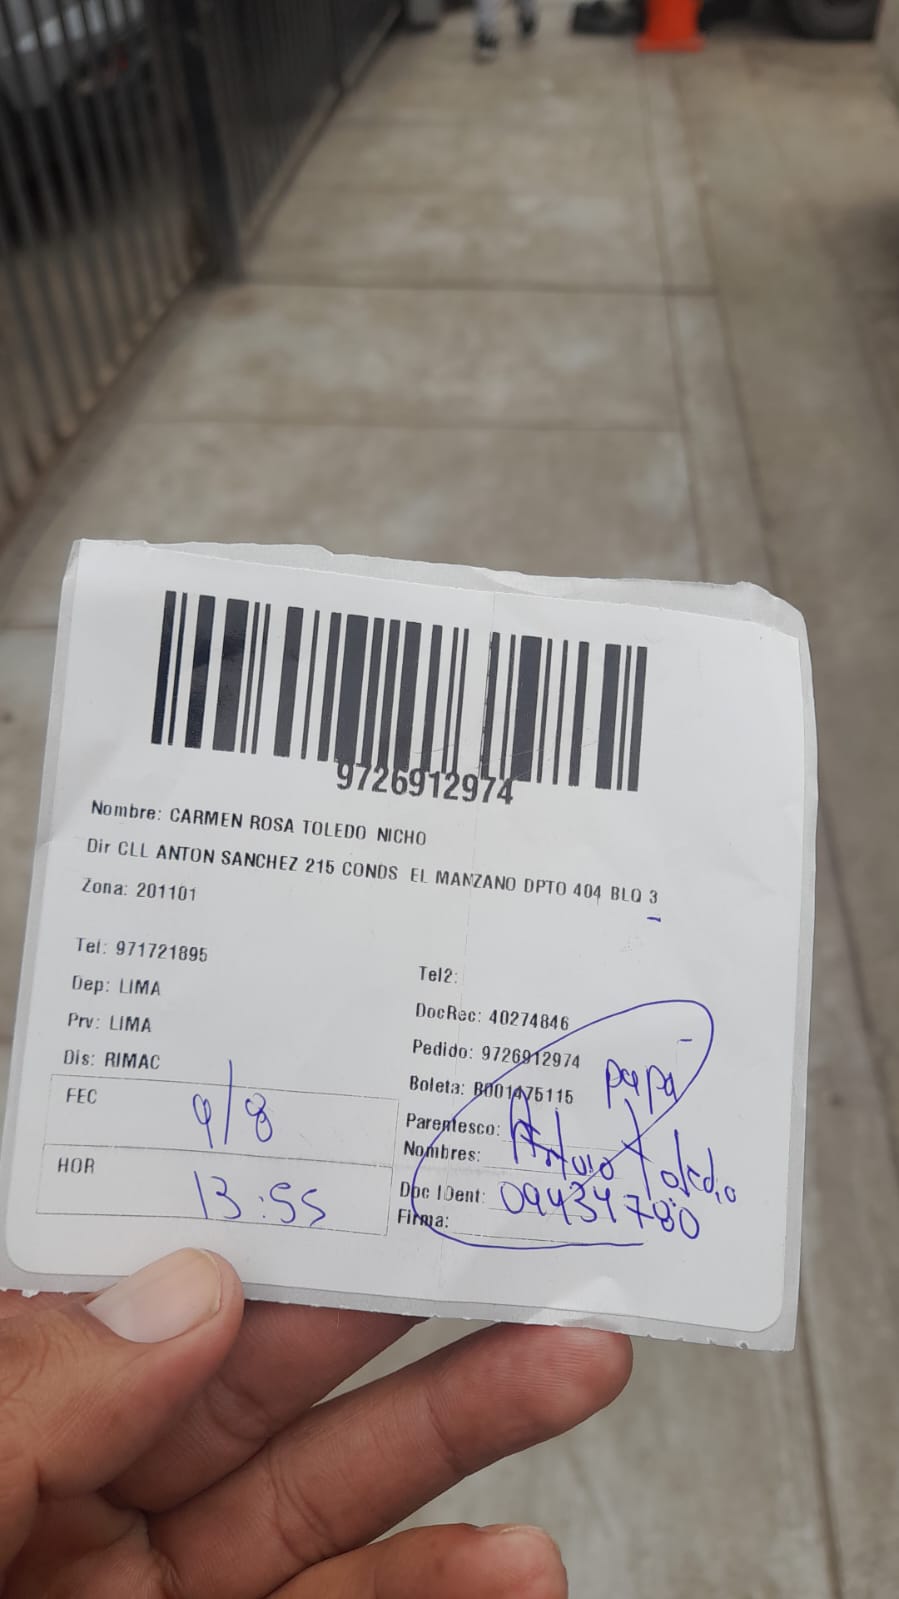 9726912974
Nombre: CARMEN ROSA TOLEDO NICHO
Dir CLL ANTON SANCHEZ 215 CONDS EL MANZANO DPTO 404 BLQ 3
Zona: 201101
Tel: 971721895
Dep: LIMA
Prv: LIMA
Dis: RIMAC
FEC 9/8
HOR 13:55
Tel2:
DocRec: 40274846
Pedido: 9726912974
Boleta: B001475115
Parentesco: papa
Nombres: Arturo Toledo
Doc IDent: 09434780
Firma: